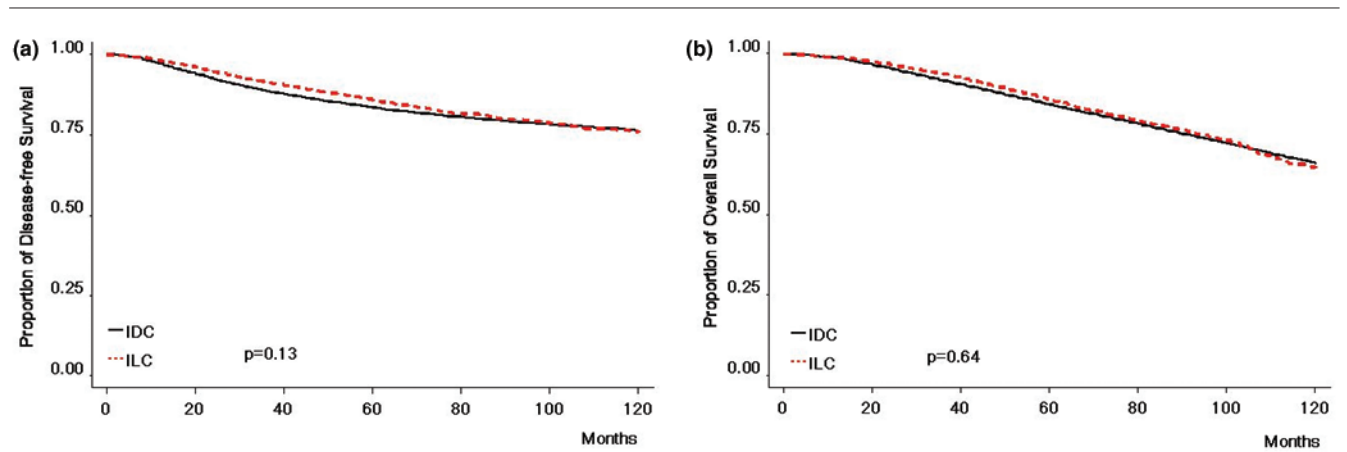 (a)
Proportion of Disease-free Survival
1.00
0.75
0.50
0.25
0.00
IDC
ILC
p=0.13
0 20 40 60 80 100 120
Months
(b)
Proportion of Overall Survival
1.00
0.75
0.50
0.25
0.00
IDC
ILC
p=0.64
0 20 40 60 80 100 120
Months